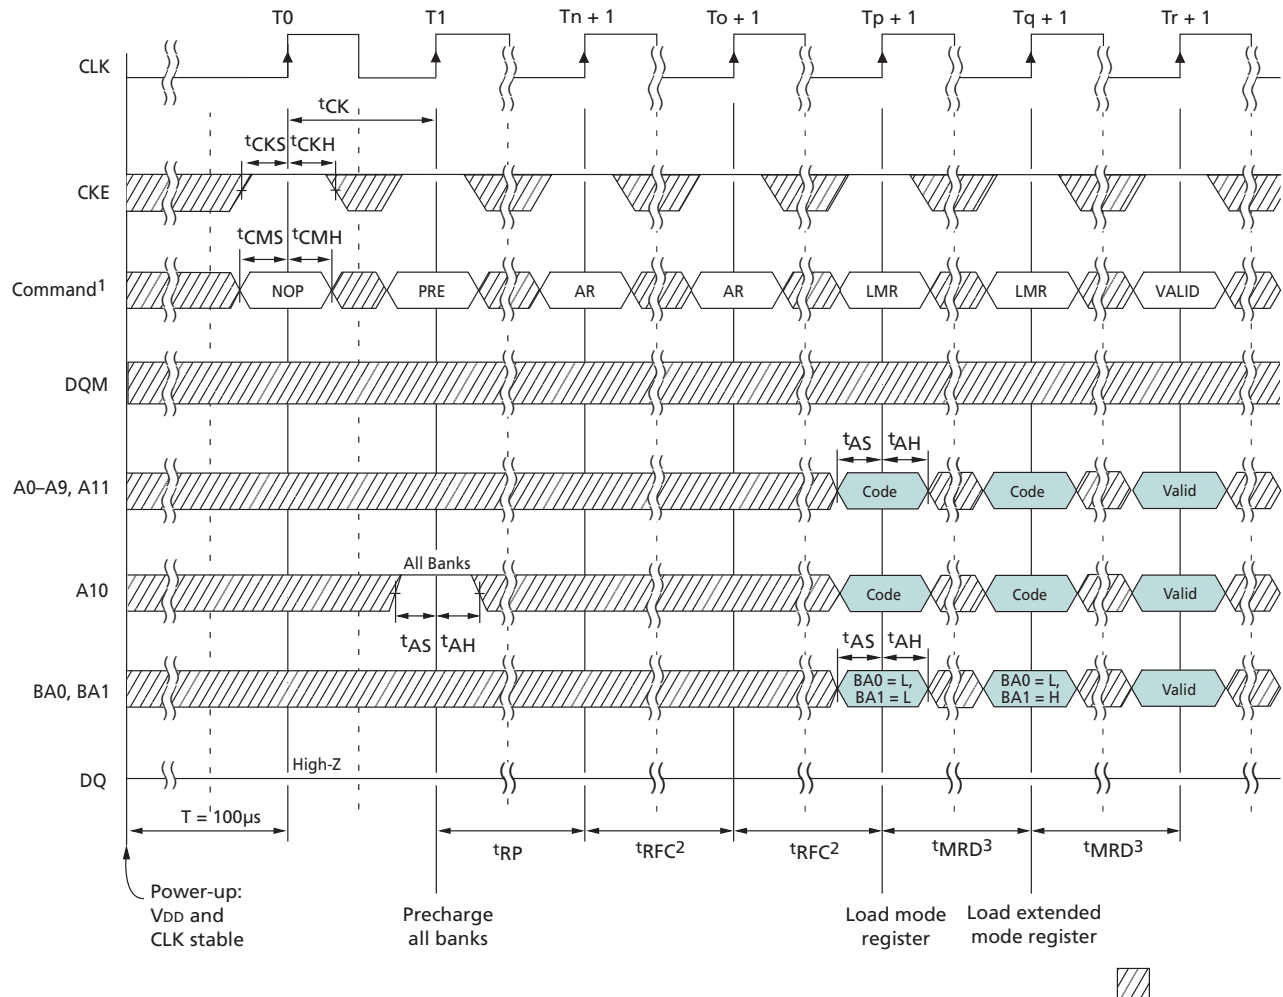 T0 T1 Tn + 1 To + 1 Tp + 1 Tq + 1 Tr + 1
CLK
tCK
tCKS tCKH
CKE
tCMS tCMH
Command1 NOP PRE AR AR LMR LMR VALID
DQM
tAS tAH
A0–A9, A11 Code Code Valid
All Banks
A10 Code Code Valid
tAS tAH tAS tAH
BA0, BA1 BA0 = L, BA1 = L BA0 = L, BA1 = H Valid
High-Z
DQ
T = 100µs
tRP tRFC2 tRFC2 tMRD3 tMRD3
Power-up:
VDD and
CLK stable
Precharge
all banks
Load mode
register
Load extended
mode register